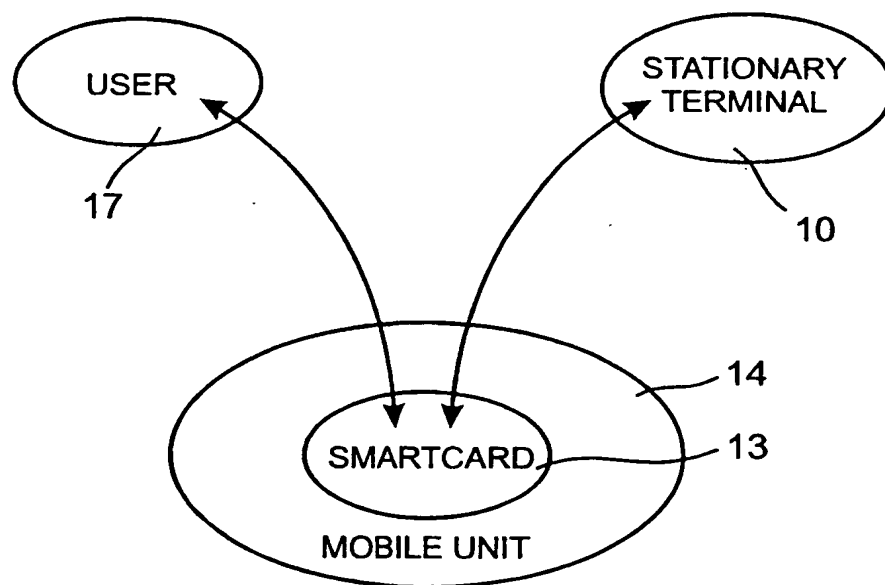 USER
STATIONARY
TERMINAL
17
10
14
SMARTCARD
13
MOBILE UNIT